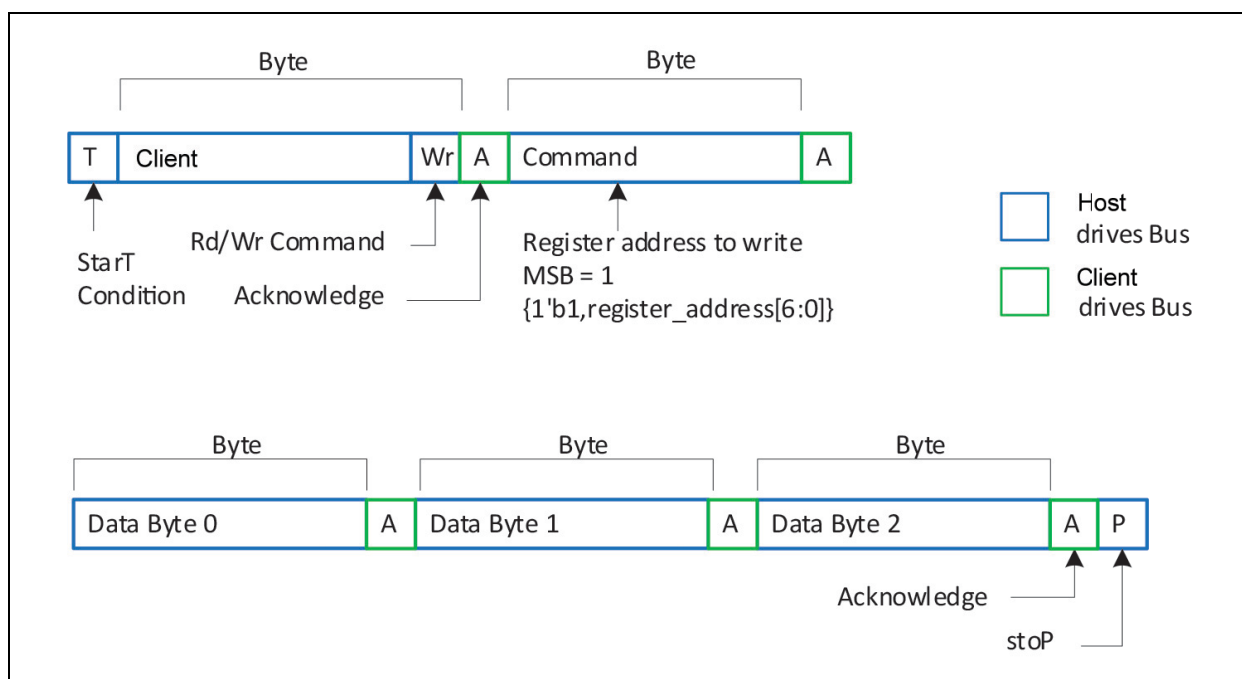 Byte
Byte
T
Client
Wr
A
Command
A
StarT
Condition
Rd/Wr Command
Acknowledge
Register address to write
MSB = 1
{1'b1,register_address[6:0]}
Host
drives Bus
Client
drives Bus
Byte
Byte
Byte
Data Byte 0
A
Data Byte 1
A
Data Byte 2
A
P
Acknowledge
stoP